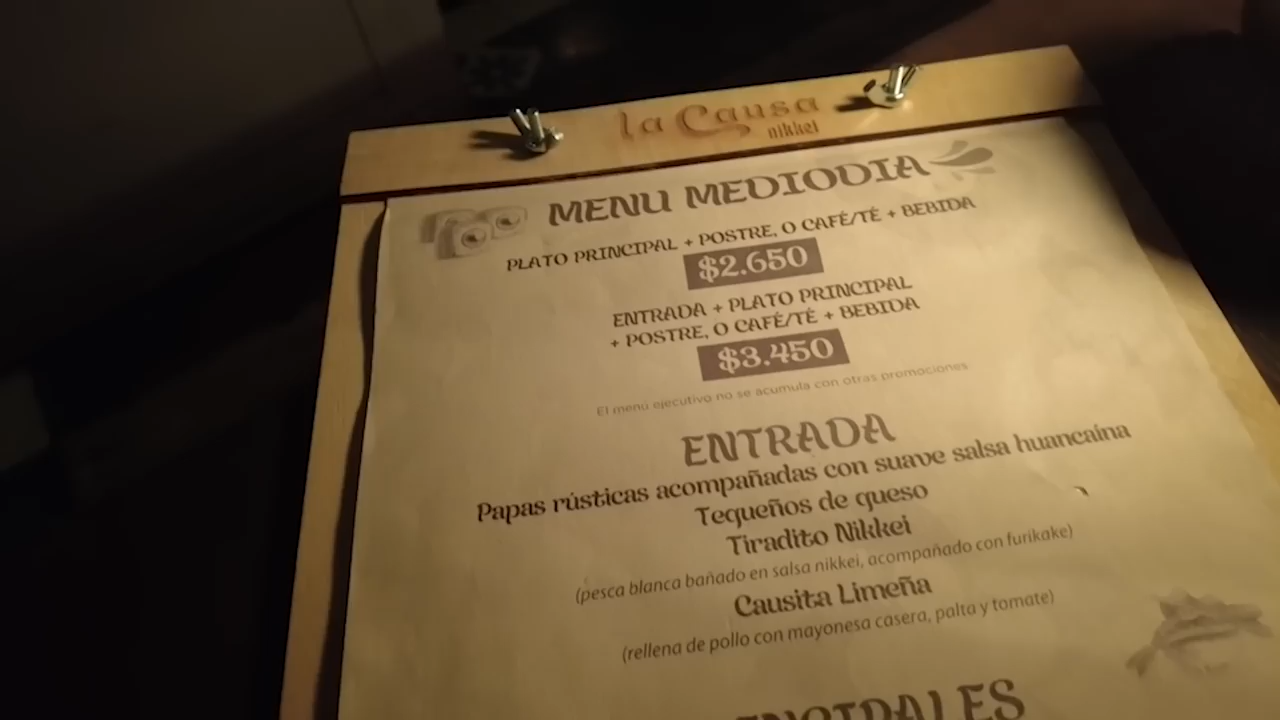 la Causa
nikkei
MENU MEDIODIA
PLATO PRINCIPAL + POSTRE, O CAFÉ/TÉ + BEBIDA
$2.650
ENTRADA + PLATO PRINCIPAL
+ POSTRE, O CAFÉ/TÉ + BEBIDA
$3.450
El menú ejecutivo no se acumula con otras promociones
ENTRADA
Papas rústicas acompañadas con suave salsa huancaína
Tequeños de queso
Tiradito Nikkei
(pesca blanca bañado en salsa nikkei, acompañado con furikake)
Causita Limeña
(rellena de pollo con mayonesa casera, palta y tomate)